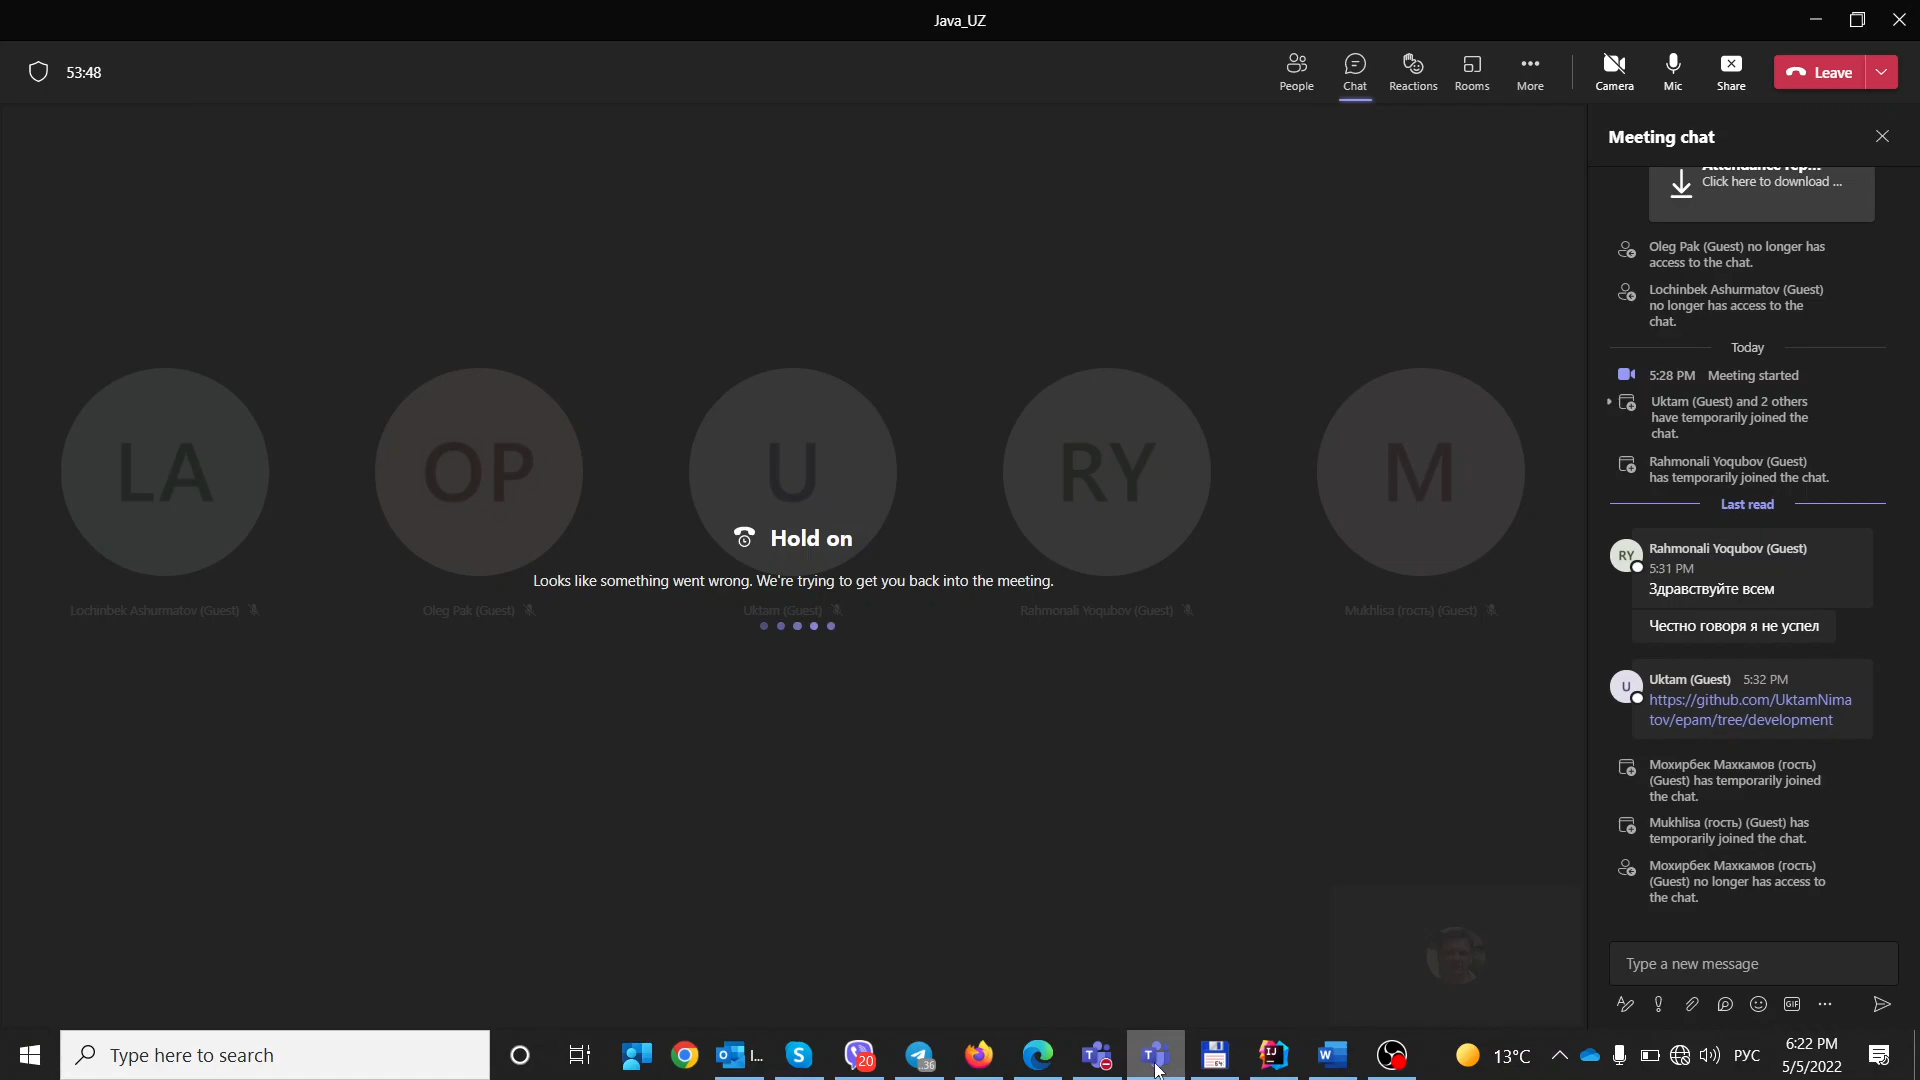 Java_UZ
53:48
People
Chat
Reactions
Rooms
More
Camera
Mic
Share
Leave
Meeting chat
Attendance rep...
Click here to download ...
Oleg Pak (Guest) no longer has
access to the chat.
Lochinbek Ashurmatov (Guest)
no longer has access to the
chat.
Today
5:28 PM Meeting started
Uktam (Guest) and 2 others
have temporarily joined the
chat.
Rahmonali Yoqubov (Guest)
has temporarily joined the chat.
Last read
RY
Rahmonali Yoqubov (Guest)
5:31 PM
Здравствуйте всем
Честно говоря я не успел
U
Uktam (Guest) 5:32 PM
https://github.com/UktamNima
tov/epam/tree/development
Мохирбек Махкамов (гость)
(Guest) has temporarily joined
the chat.
Mukhlisa (гость) (Guest) has
temporarily joined the chat.
Мохирбек Махкамов (гость)
(Guest) no longer has access to
the chat.
Type a new message
GIF
LA
OP
U
RY
M
Hold on
Looks like something went wrong. We're trying to get you back into the meeting.
Lochinbek Ashurmatov (Guest)
Oleg Pak (Guest)
Uktam (Guest)
Rahmonali Yoqubov (Guest)
Mukhlisa (гость) (Guest)
Type here to search
I...
20
36
64
IJ
13°C
РУС
6:22 PM
5/5/2022